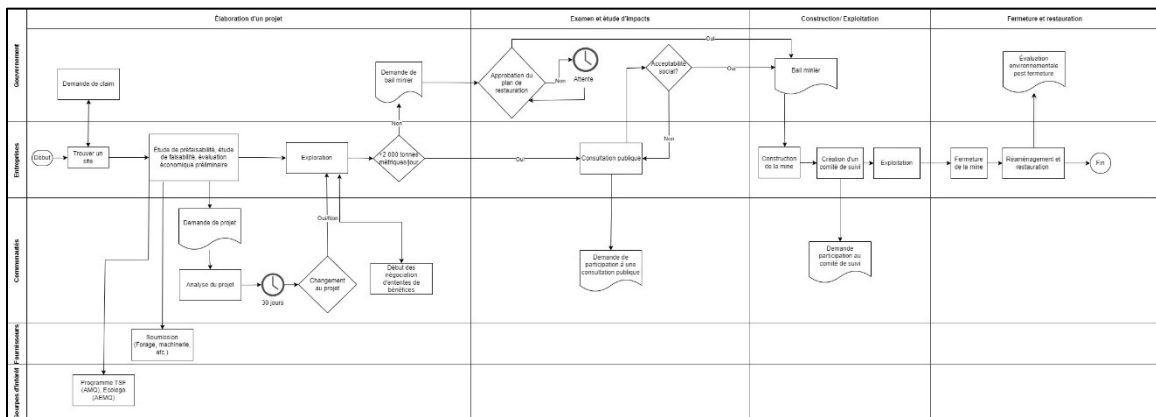 Élaboration d'un projet
Examen et étude d'impacts
Construction/ Exploitation
Fermeture et restauration
Gouvernement
Demande de claim
Demande de
bail minier
Approbation du
plan de
restauration
Non
Attente
Oui
Acceptabilité
social?
Oui
Non
Bail minier
Évaluation
environnementale
post fermeture
Entreprises
Début
Trouver un
site
Étude de préfaisabilité, étude
de faisabilité, évaluation
économique préliminaire
Exploration
Non
+2 000 tonnes
métriques/jour
Oui
Consultation publique
Construction
de la mine
Création d'un
comité de suivi
Exploitation
Fermeture
de la mine
Réaménagement et
restauration
Fin
Communautés
Demande de projet
Analyse du projet
30 jours
Changement
au projet
Oui/Non
Début des
négociation
d'ententes de
bénéfices
Demande de
participation à une
consultation publique
Demande
participation au
comité de suivi
Fournisseurs
Soumission
(Forage, machinerie,
etc.)
Gourpes d'intérêt
Programme TSF
(AMQ), Ecologo
(AEMQ)